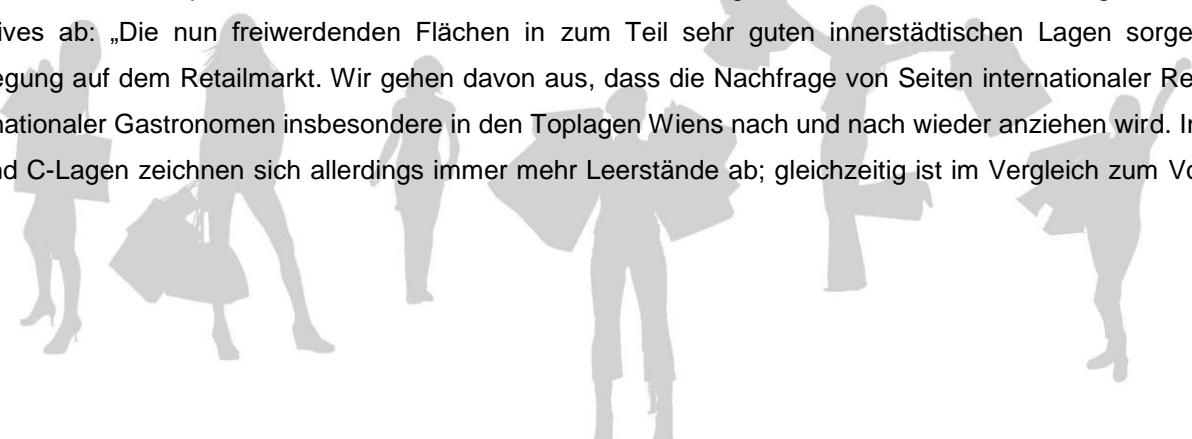 ives ab: „Die nun freiwerdenden Flächen in zum Teil sehr guten innerstädtischen Lagen sorge
egung auf dem Retailmarkt. Wir gehen davon aus, dass die Nachfrage von Seiten internationaler Re
nationaler Gastronomen insbesondere in den Toplagen Wiens nach und nach wieder anziehen wird. In
nd C-Lagen zeichnen sich allerdings immer mehr Leerstände ab; gleichzeitig ist im Vergleich zum Vo